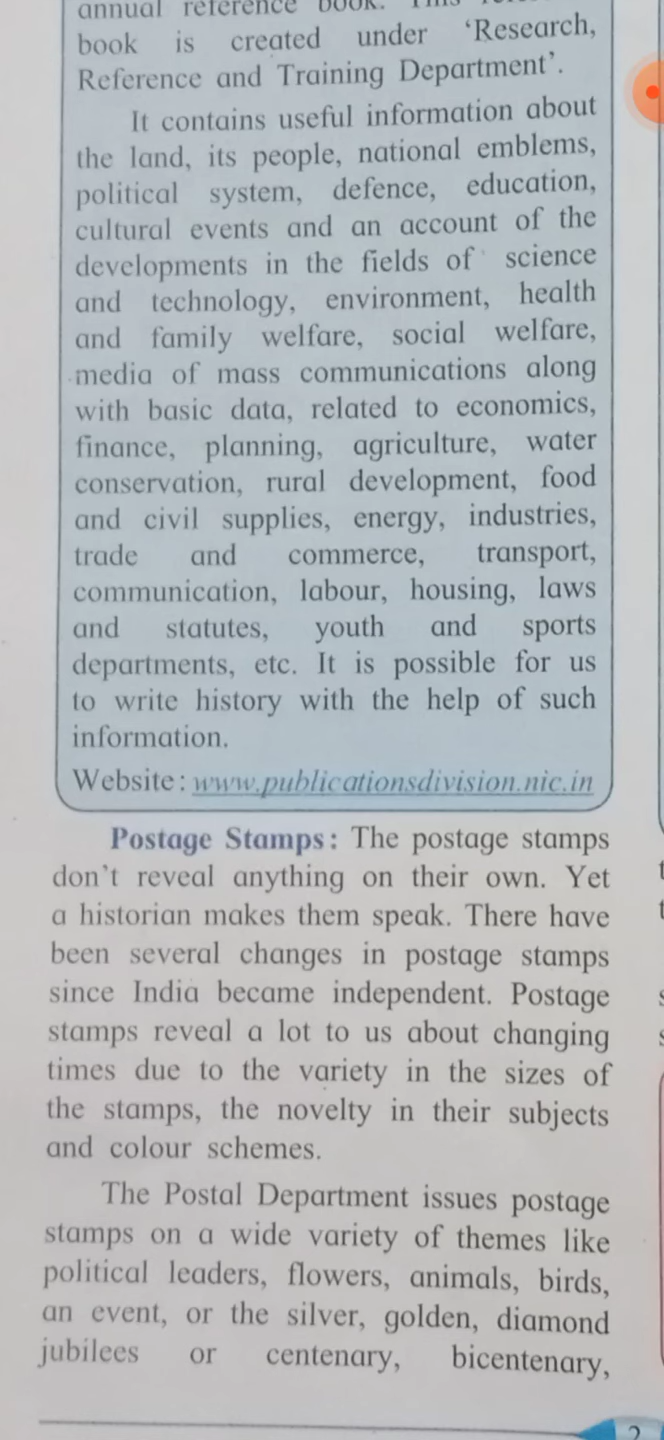 annual reference book. This
book is created under ‘Research,
Reference and Training Department’.
It contains useful information about
the land, its people, national emblems,
political system, defence, education,
cultural events and an account of the
developments in the fields of science
and technology, environment, health
and family welfare, social welfare,
media of mass communications along
with basic data, related to economics,
finance, planning, agriculture, water
conservation, rural development, food
and civil supplies, energy, industries,
trade and commerce, transport,
communication, labour, housing, laws
and statutes, youth and sports
departments, etc. It is possible for us
to write history with the help of such
information.
Website : www.publicationsdivision.nic.in
Postage Stamps : The postage stamps
don’t reveal anything on their own. Yet
a historian makes them speak. There have
been several changes in postage stamps
since India became independent. Postage
stamps reveal a lot to us about changing
times due to the variety in the sizes of
the stamps, the novelty in their subjects
and colour schemes.
The Postal Department issues postage
stamps on a wide variety of themes like
political leaders, flowers, animals, birds,
an event, or the silver, golden, diamond
jubilees or centenary, bicentenary,
2